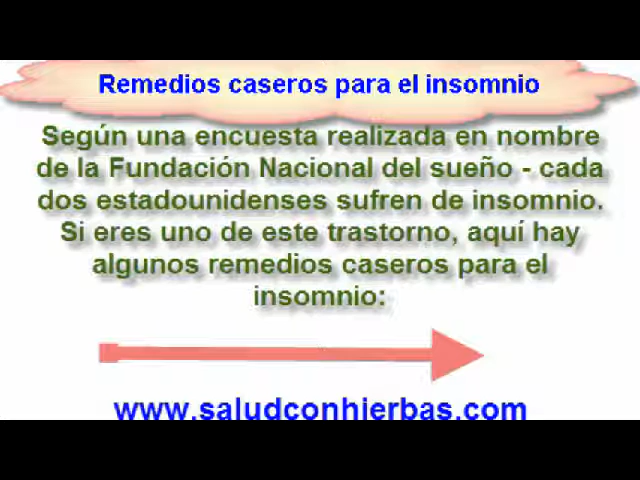 Remedios caseros para el insomnio
Según una encuesta realizada en nombre
de la Fundación Nacional del sueño - cada
dos estadounidenses sufren de insomnio.
Si eres uno de este trastorno, aquí hay
algunos remedios caseros para el
insomnio:
www.saludconhierbas.com